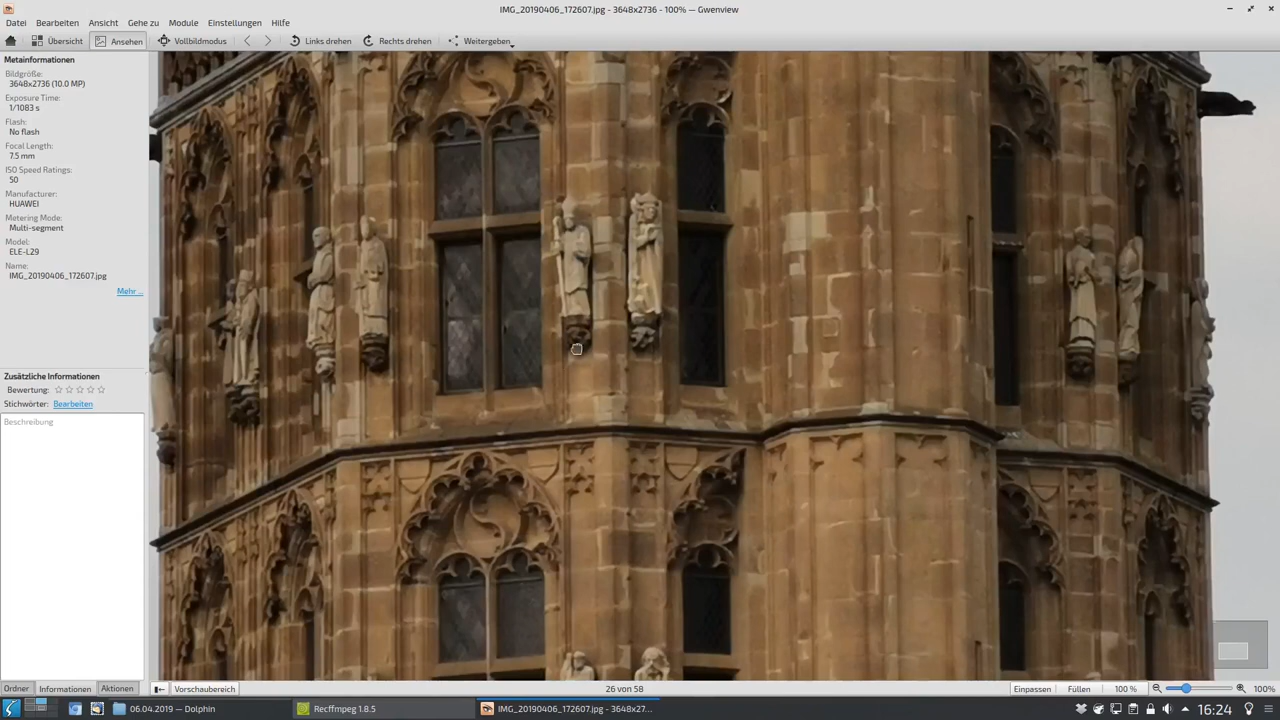 IMG_20190406_172607.jpg - 3648x2736 - 100% — Gwenview
Datei Bearbeiten Ansicht Gehe zu Module Einstellungen Hilfe
Übersicht Ansehen Vollbildmodus Links drehen Rechts drehen Weitergeben
Metainformationen
Bildgröße:
3648x2736 (10.0 MP)
Exposure Time:
1/1083 s
Flash:
No flash
Focal Length:
7.5 mm
ISO Speed Ratings:
50
Manufacturer:
HUAWEI
Metering Mode:
Multi-segment
Model:
ELE-L29
Name:
IMG_20190406_172607.jpg
Mehr ...
Zusätzliche Informationen
Bewertung:
Stichwörter: Bearbeiten
Beschreibung
Ordner Informationen Aktionen
Vorschaubereich 26 von 58 Einpassen Füllen 100 % 100%
06.04.2019 — Dolphin Recffmpeg 1.8.5 IMG_20190406_172607.jpg - 3648x27... 16:24